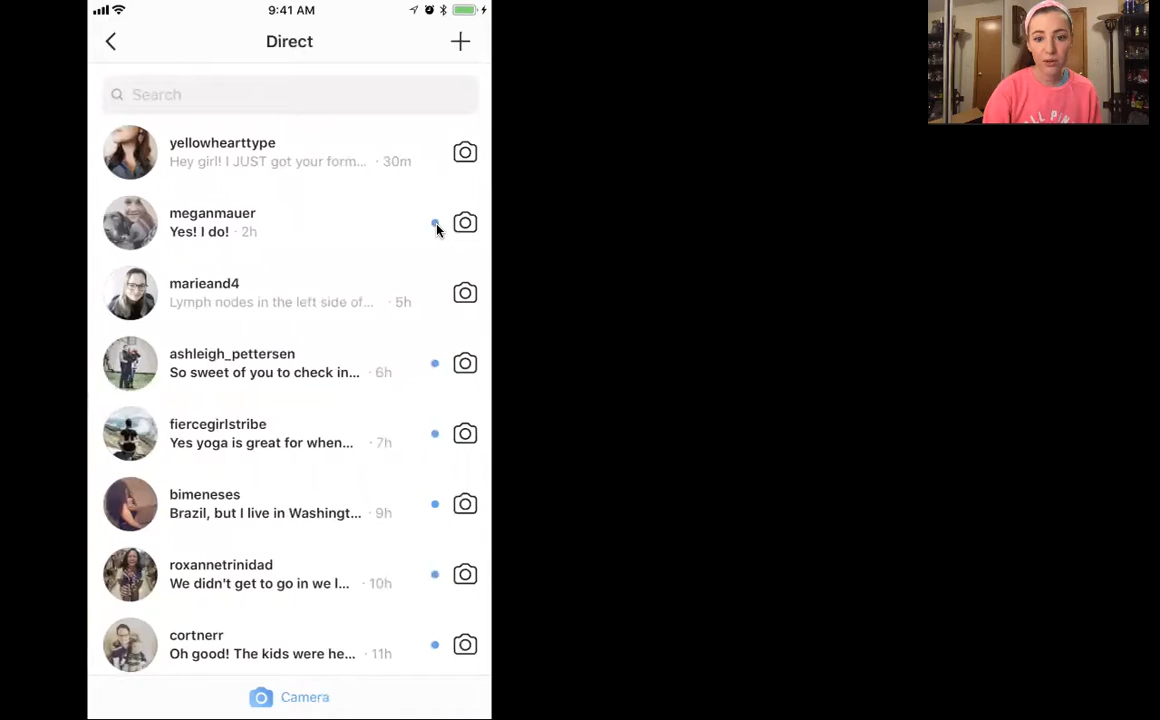 9:41 AM
Direct
Search
yellowhearttype
Hey girl! I JUST got your form... · 30m
meganmauer
Yes! I do! · 2h
marieand4
Lymph nodes in the left side of... · 5h
ashleigh_pettersen
So sweet of you to check in... · 6h
fiercegirlstribe
Yes yoga is great for when... · 7h
bimeneses
Brazil, but I live in Washingt... · 9h
roxannetrinidad
We didn't get to go in we l... · 10h
cortnerr
Oh good! The kids were he... · 11h
Camera